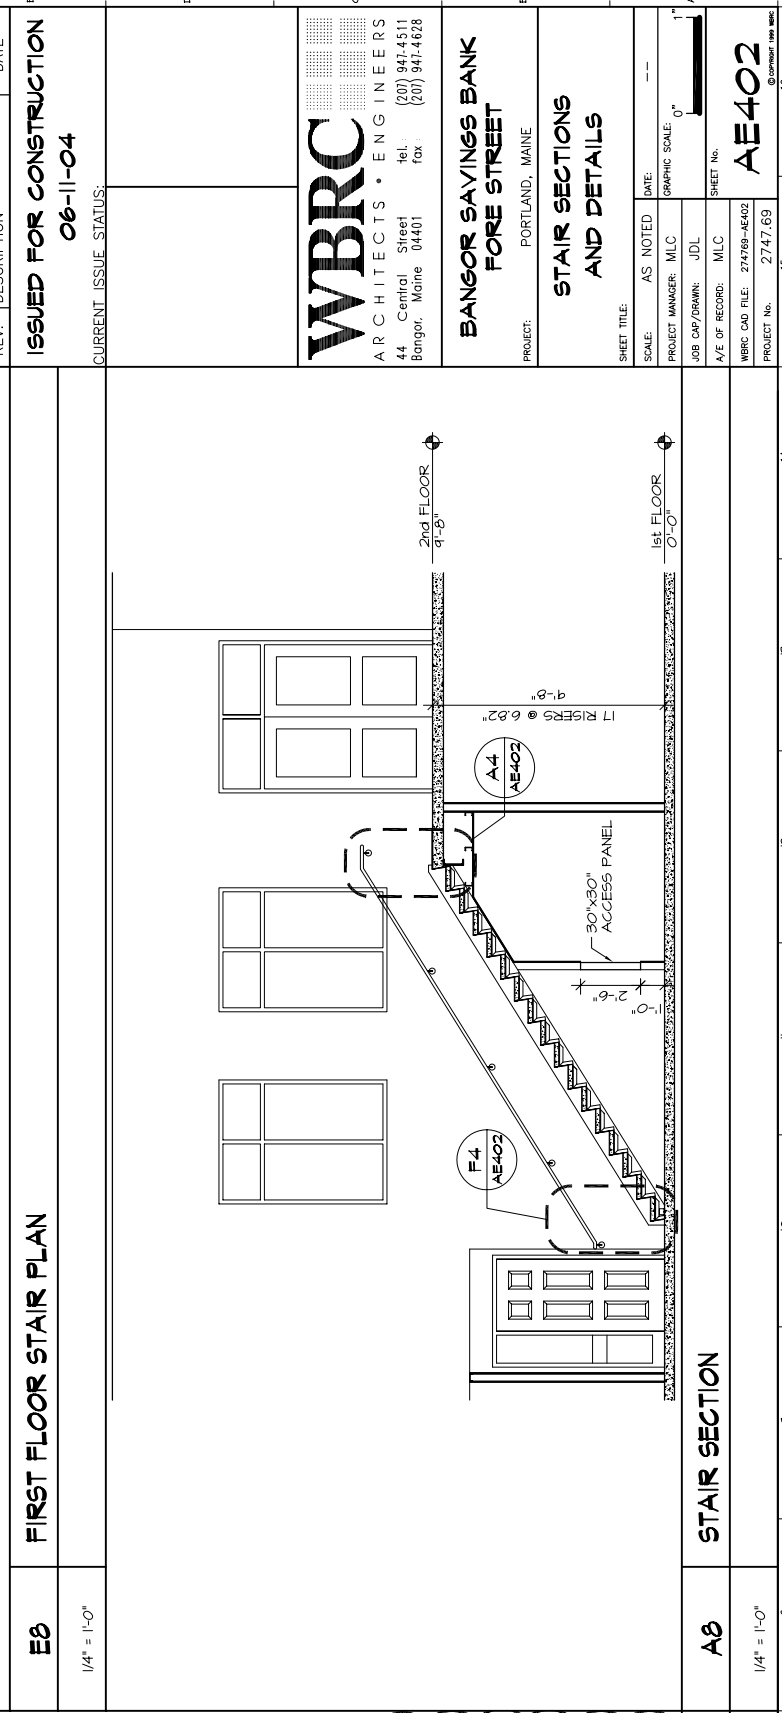 REV. DESCRIPTION DATE
ISSUED FOR CONSTRUCTION
06-11-04
CURRENT ISSUE STATUS:
WBRC
ARCHITECTS • ENGINEERS
44 Central Street tel.: (207) 947-4511
Bangor, Maine 04401 fax : (207) 947-4628
BANGOR SAVINGS BANK
FORE STREET
PROJECT: PORTLAND, MAINE
STAIR SECTIONS
AND DETAILS
SHEET TITLE:
SCALE: AS NOTED DATE: --
PROJECT MANAGER: MLC GRAPHIC SCALE: 0" 1"
JOB CAP/DRAWN: JDL
A/E OF RECORD: MLC SHEET No.
WBRC CAD FILE: 274769-AE402 AE402
PROJECT No. 2747.69
© COPYRIGHT 1999 WBRC
E8 FIRST FLOOR STAIR PLAN
1/4" = 1'-0"
2nd FLOOR
9'-8"
1st FLOOR
0'-0"
9'-8"
17 RISERS @ 6.82"
A4
AE402
30"x30"
ACCESS PANEL
2'-6"
1'-0"
F4
AE402
A8 STAIR SECTION
1/4" = 1'-0"